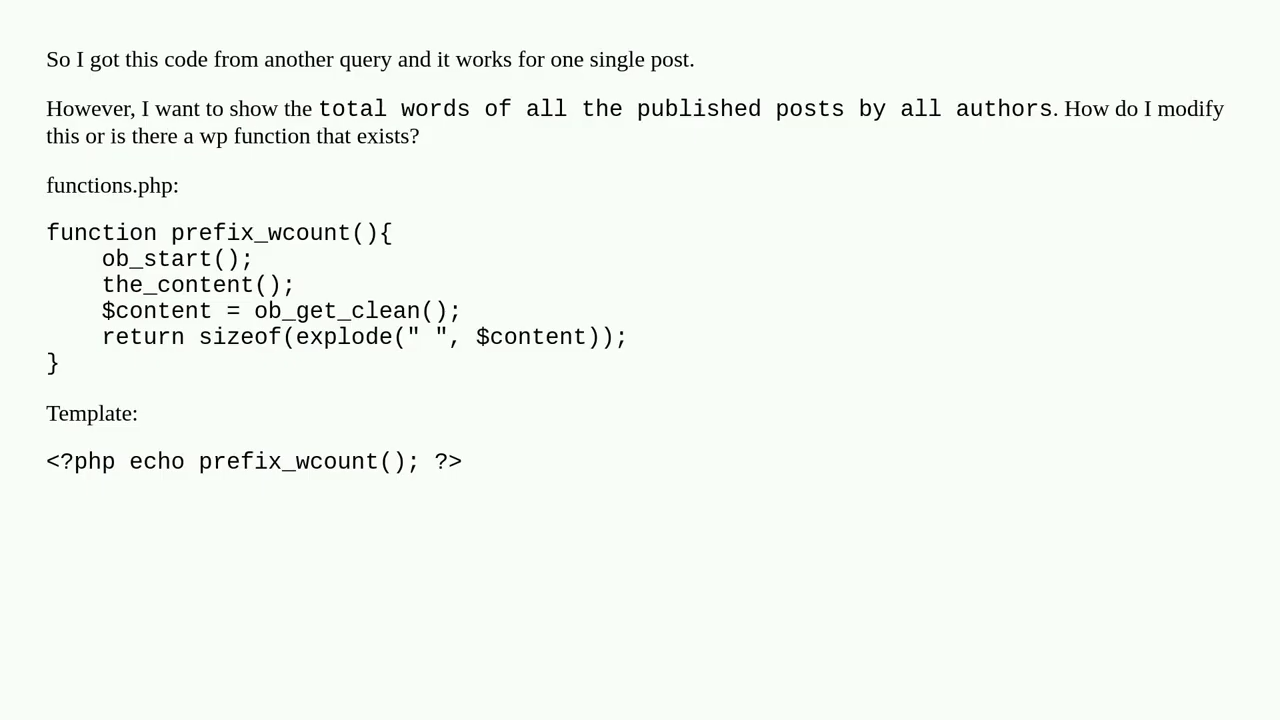 So I got this code from another query and it works for one single post.
However, I want to show the total words of all the published posts by all authors. How do I modify
this or is there a wp function that exists?
functions.php:
function prefix_wcount(){
    ob_start();
    the_content();
    $content = ob_get_clean();
    return sizeof(explode(" ", $content));
}
Template:
<?php echo prefix_wcount(); ?>